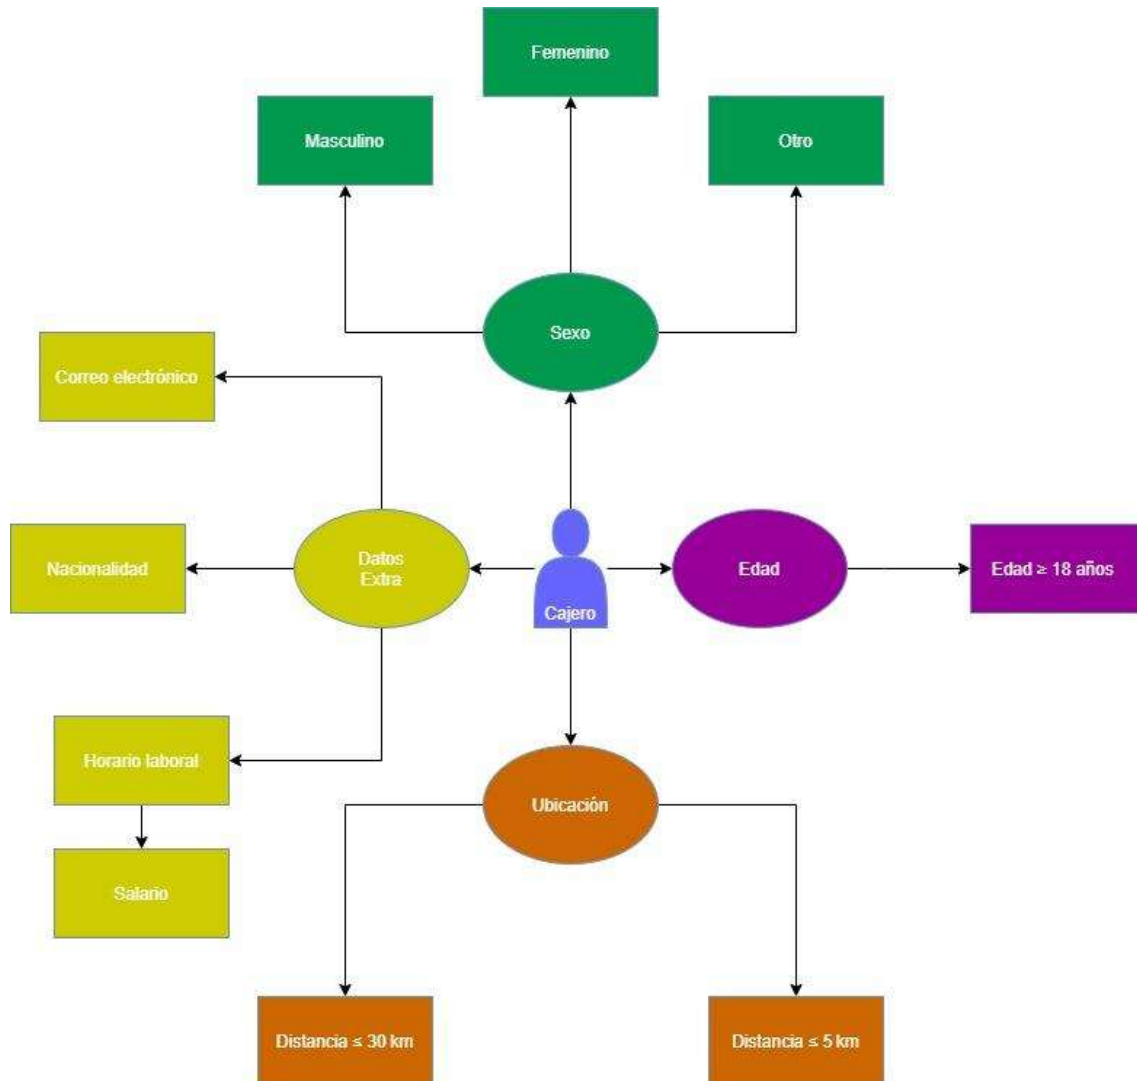 Femenino
Masculino
Otro
Sexo
Correo electrónico
Nacionalidad
Datos
Extra
Cajero
Edad
Edad ≥ 18 años
Horario laboral
Ubicación
Salario
Distancia ≤ 30 km
Distancia ≤ 5 km